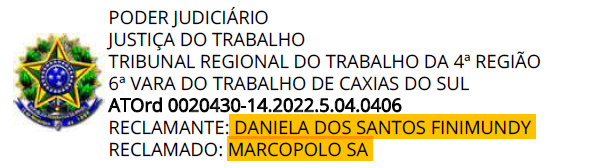 PODER JUDICIÁRIO
JUSTIÇA DO TRABALHO
TRIBUNAL REGIONAL DO TRABALHO DA 4ª REGIÃO
6ª VARA DO TRABALHO DE CAXIAS DO SUL
ATOrd 0020430-14.2022.5.04.0406
RECLAMANTE: DANIELA DOS SANTOS FINIMUNDY
RECLAMADO: MARCOPOLO SA